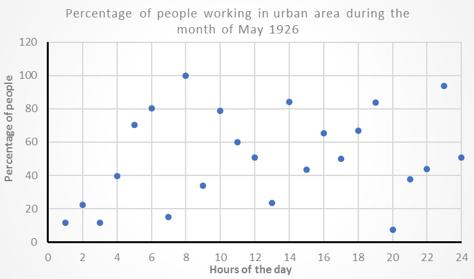 Percentage of people working in urban area during the
month of May 1926
120
100
80
60
40
20
0
Percentage of people
0 2 4 6 8 10 12 14 16 18 20 22 24
Hours of the day